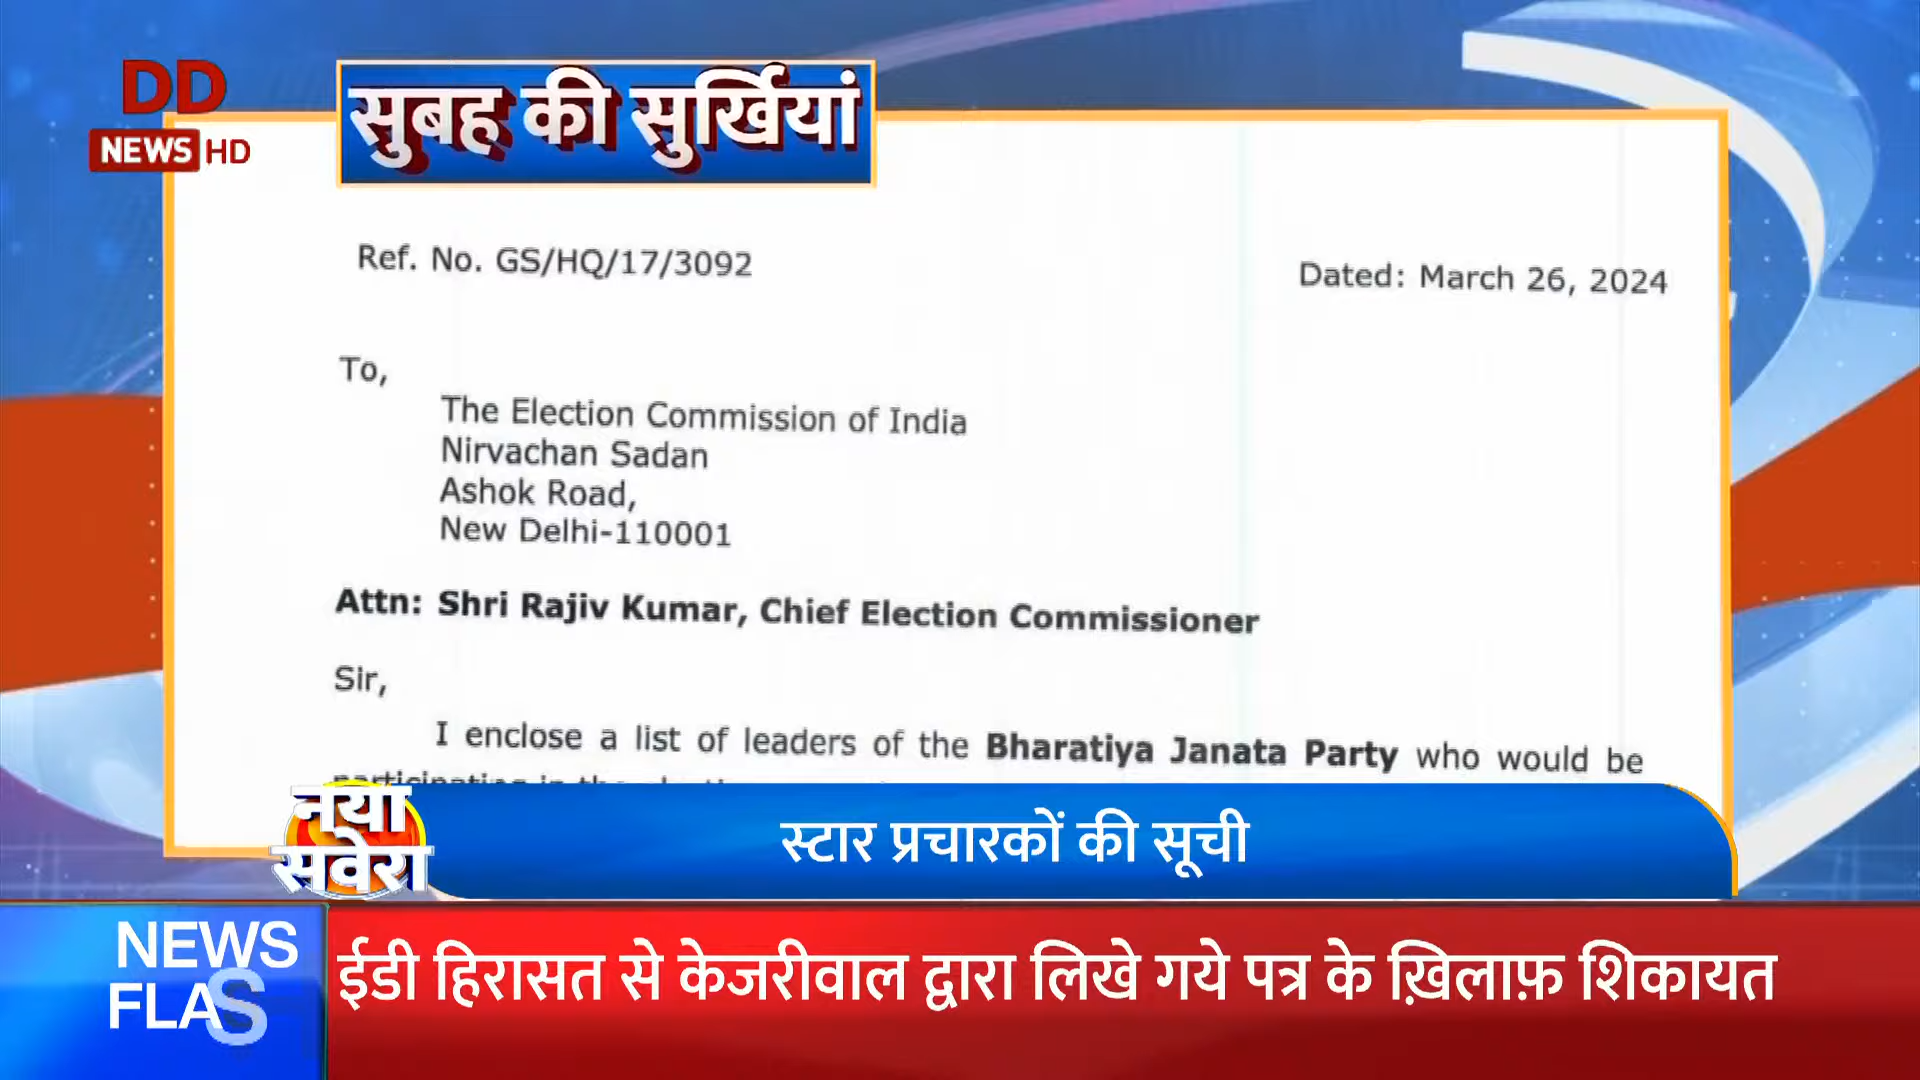 DD
NEWS HD
सुबह की सुर्खियां
Ref. No. GS/HQ/17/3092
Dated: March 26, 2024
To,
The Election Commission of India
Nirvachan Sadan
Ashok Road,
New Delhi-110001
Attn: Shri Rajiv Kumar, Chief Election Commissioner
Sir,
I enclose a list of leaders of the Bharatiya Janata Party who would be
नया
सवेरा
स्टार प्रचारकों की सूची
NEWS
FLAS
ईडी हिरासत से केजरीवाल द्वारा लिखे गये पत्र के ख़िलाफ़ शिकायत